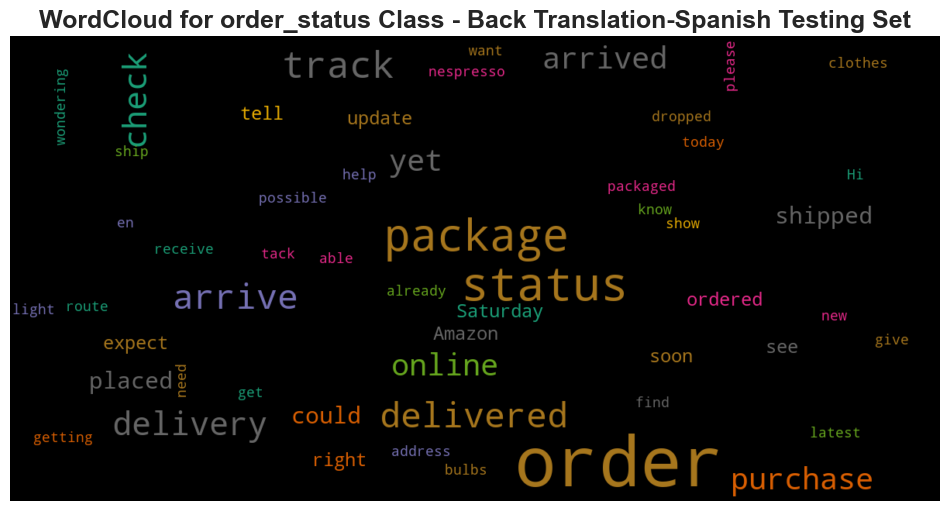 WordCloud for order_status Class - Back Translation-Spanish Testing Set
want
track
arrived
please
nespresso
clothes
check
wondering
tell
update
dropped
today
ship
yet
help
Hi
packaged
possible
know
shipped
show
en
package
receive
tack
able
status
already
arrive
ordered
light
route
Saturday
new
Amazon
expect
give
see
soon
online
placed
need
get
find
delivery
could
delivered
latest
getting
address
right
bulbs
order
purchase